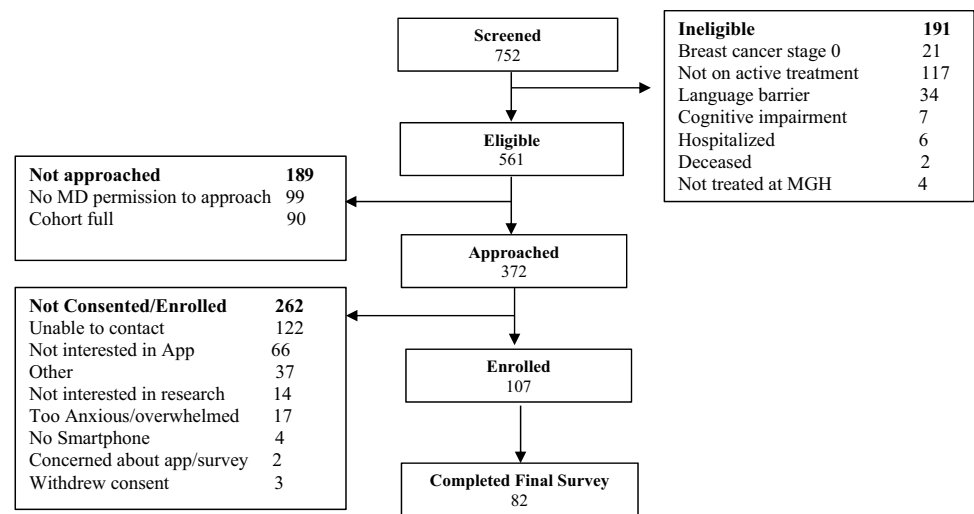 Screened
752
Ineligible 191
Breast cancer stage 0 21
Not on active treatment 117
Language barrier 34
Cognitive impairment 7
Hospitalized 6
Deceased 2
Not treated at MGH 4
Eligible
561
Not approached 189
No MD permission to approach 99
Cohort full 90
Approached
372
Not Consented/Enrolled 262
Unable to contact 122
Not interested in App 66
Other 37
Not interested in research 14
Too Anxious/overwhelmed 17
No Smartphone 4
Concerned about app/survey 2
Withdrew consent 3
Enrolled
107
Completed Final Survey
82